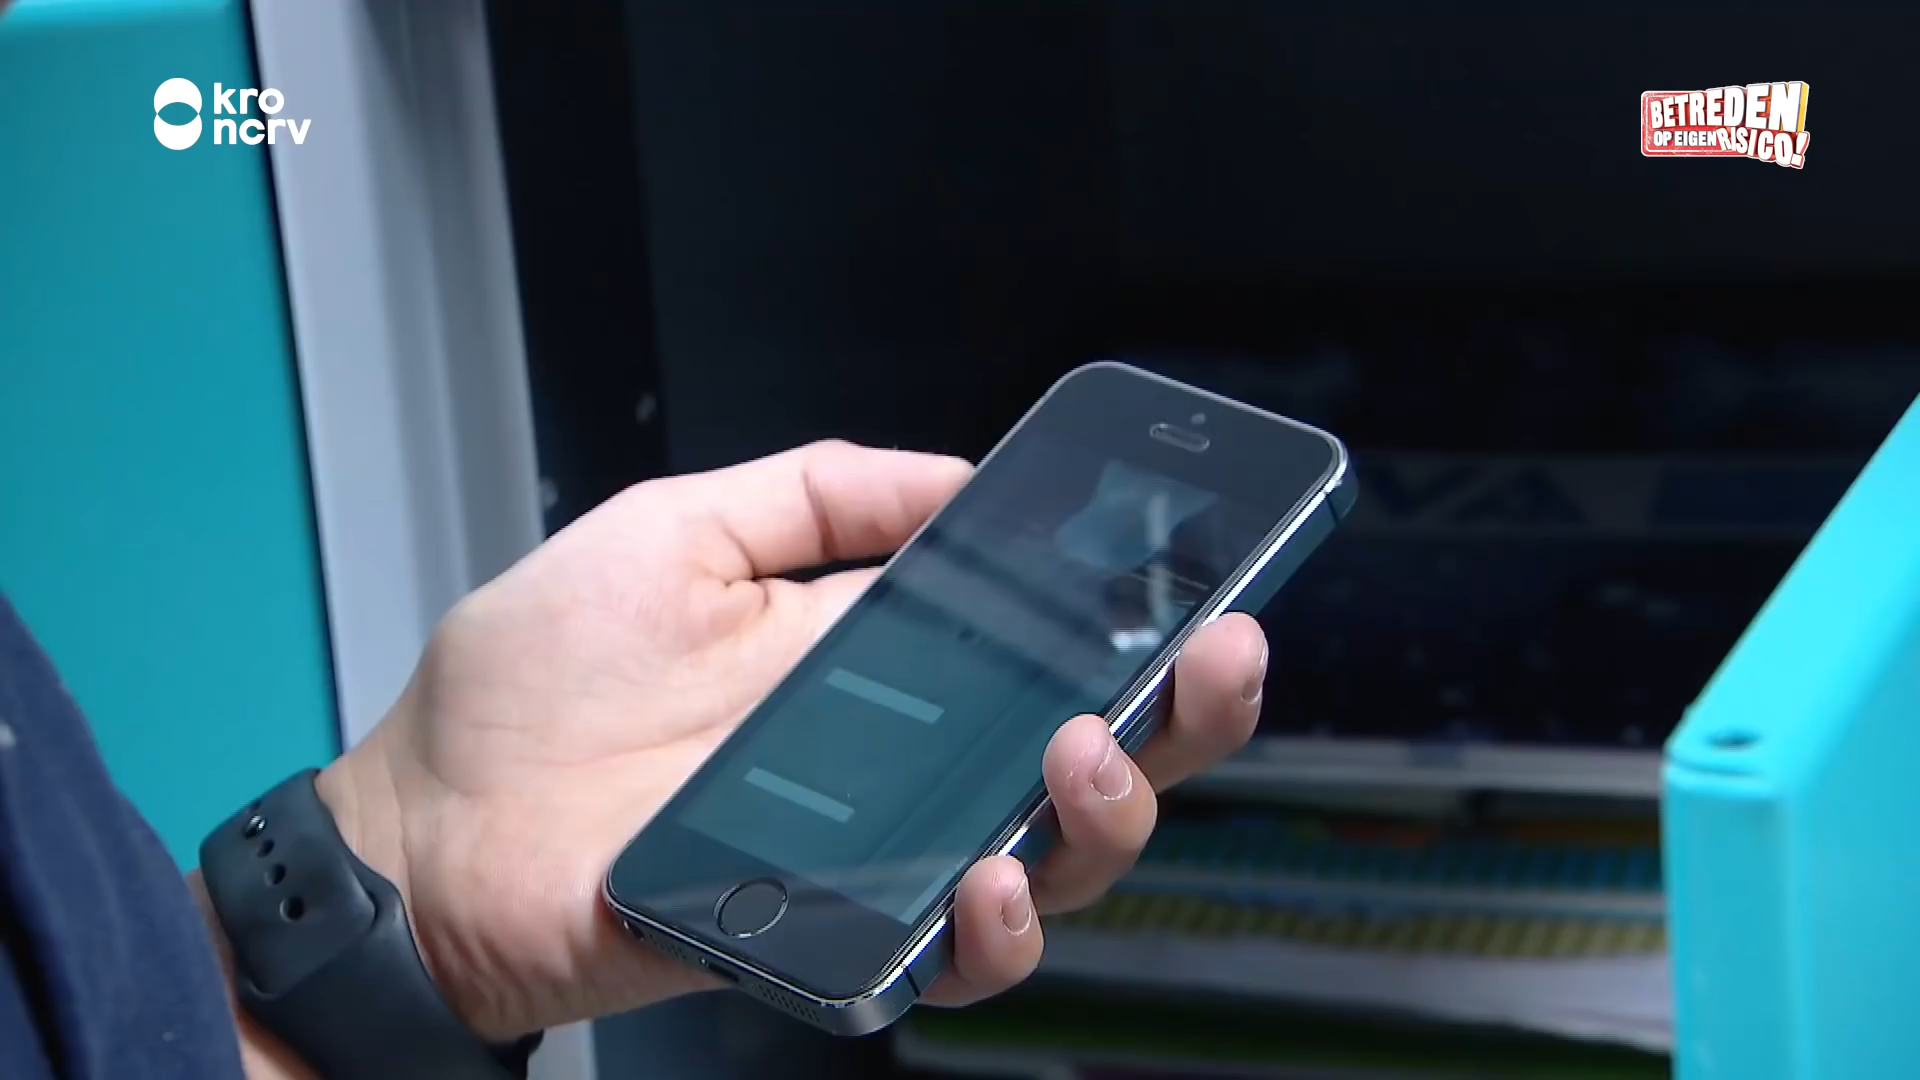 kro
ncrv
BETREDEN
OP EIGEN RISICO!